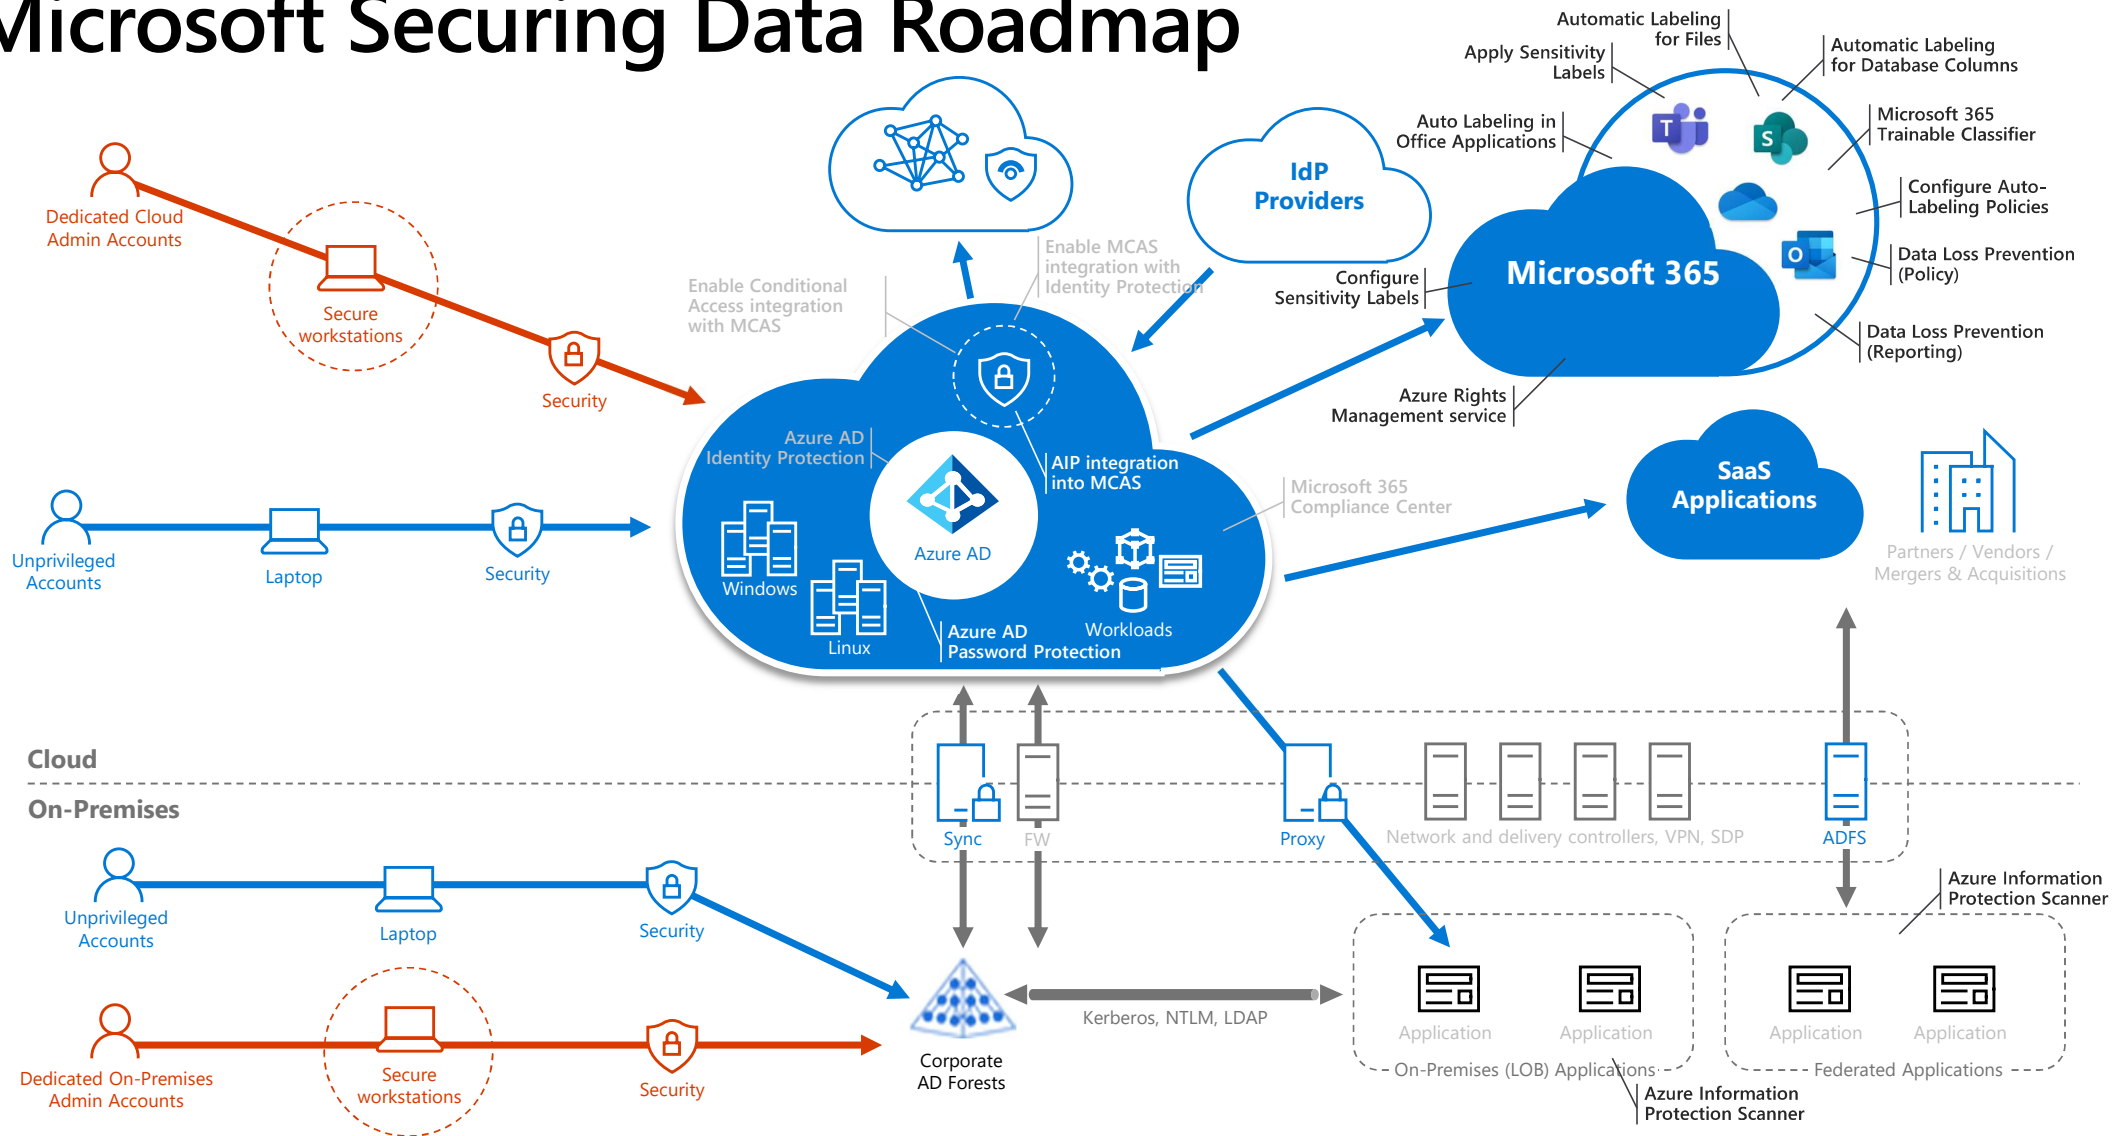 Microsoft Securing Data Roadmap
Automatic Labeling
for Files
Apply Sensitivity
Labels
Automatic Labeling
for Database Columns
Auto Labeling in
Office Applications
Microsoft 365
Trainable Classifier
T
S
IdP
Providers
Configure Auto-
Labeling Policies
Dedicated Cloud
Admin Accounts
Enable MCAS
integration with
Identity Protection
O
Data Loss Prevention
(Policy)
Microsoft 365
Configure
Sensitivity Labels
Enable Conditional
Access integration
with MCAS
Secure
workstations
Data Loss Prevention
(Reporting)
Security
Azure Rights
Management service
Azure AD
Identity Protection
AIP integration
into MCAS
SaaS
Applications
Microsoft 365
Compliance Center
Azure AD
Partners / Vendors /
Mergers & Acquisitions
Unprivileged
Accounts
Laptop
Security
Windows
Linux
Workloads
Azure AD
Password Protection
Cloud
On-Premises
Sync
FW
Proxy
Network and delivery controllers, VPN, SDP
ADFS
Unprivileged
Accounts
Laptop
Security
Azure Information
Protection Scanner
Kerberos, NTLM, LDAP
Application
Application
Application
Application
Corporate
AD Forests
On-Premises (LOB) Applications
Federated Applications
Dedicated On-Premises
Admin Accounts
Secure
workstations
Security
Azure Information
Protection Scanner